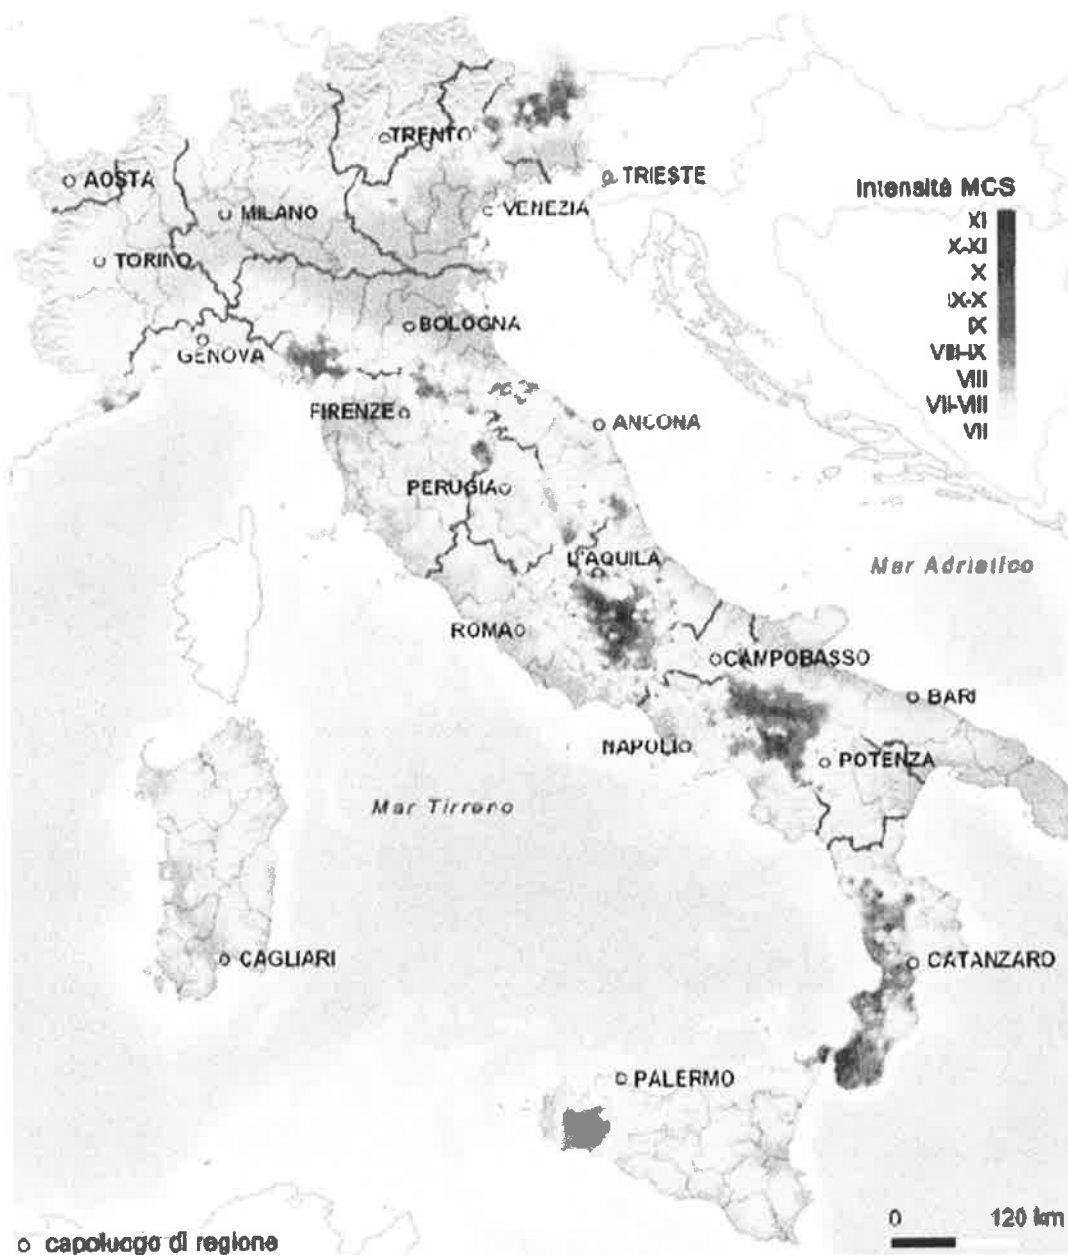 TRENTO
AOSTA
TRIESTE
Intensità MCS
MILANO
VENEZIA
XI
X-XI
TORINO
X
IX-X
BOLOGNA
IX
GENOVA
VIII-IX
VIII
VII-VIII
FIRENZE
ANCONA
VII
PERUGIA
L'AQUILA
Mar Adriatico
ROMA
CAMPOBASSO
BARI
NAPOLI
POTENZA
Mar Tirreno
CAGLIARI
CATANZARO
PALERMO
0 120 km
capoluogo di regione